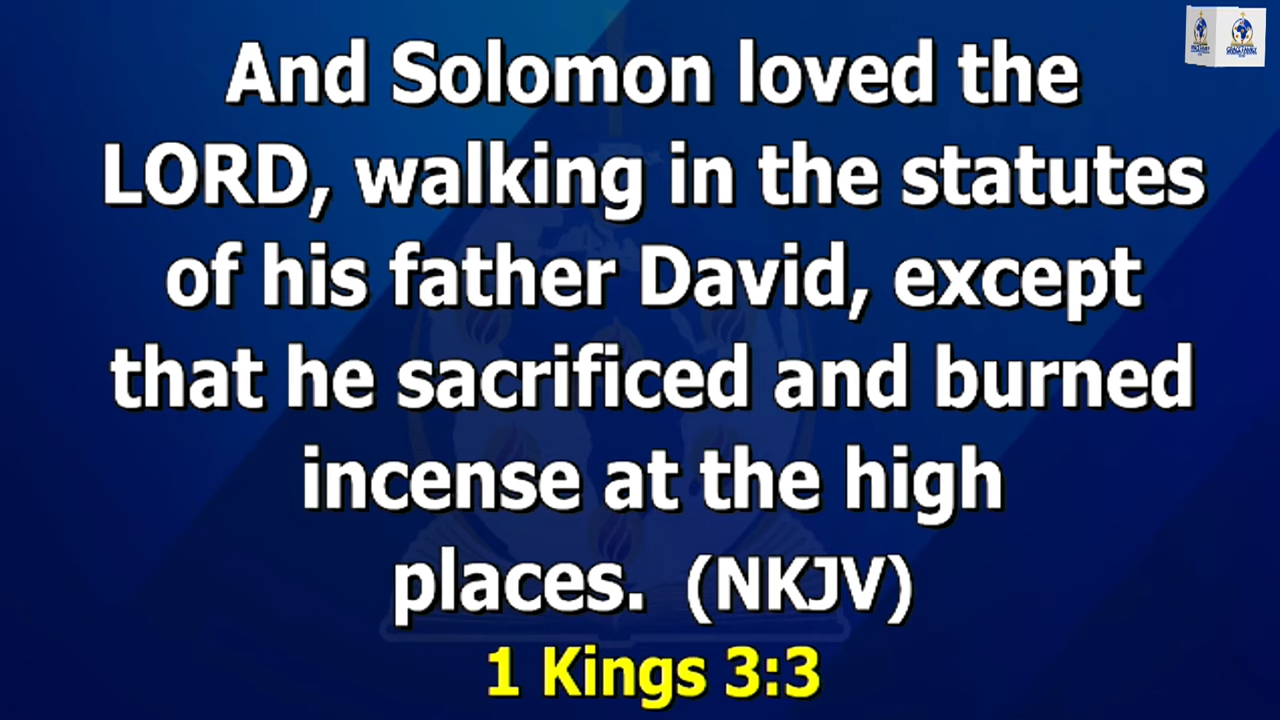 And Solomon loved the
LORD, walking in the statutes
of his father David, except
that he sacrificed and burned
incense at the high
places. (NKJV)
1 Kings 3:3